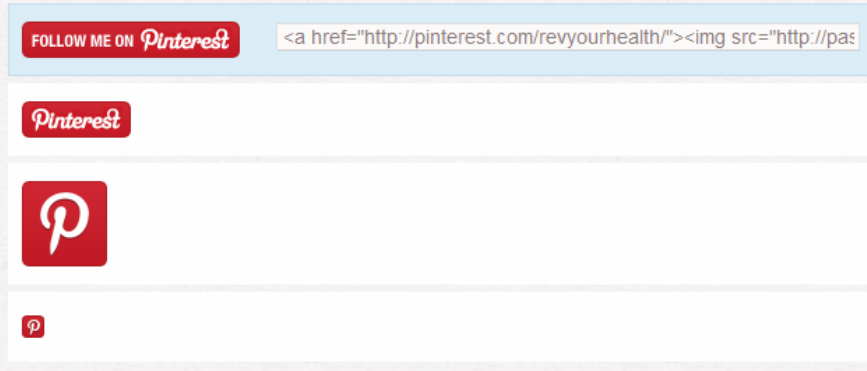 FOLLOW ME ON Pinterest
<a href="http://pinterest.com/revyourhealth/"><img src="http://pas
Pinterest
P
P